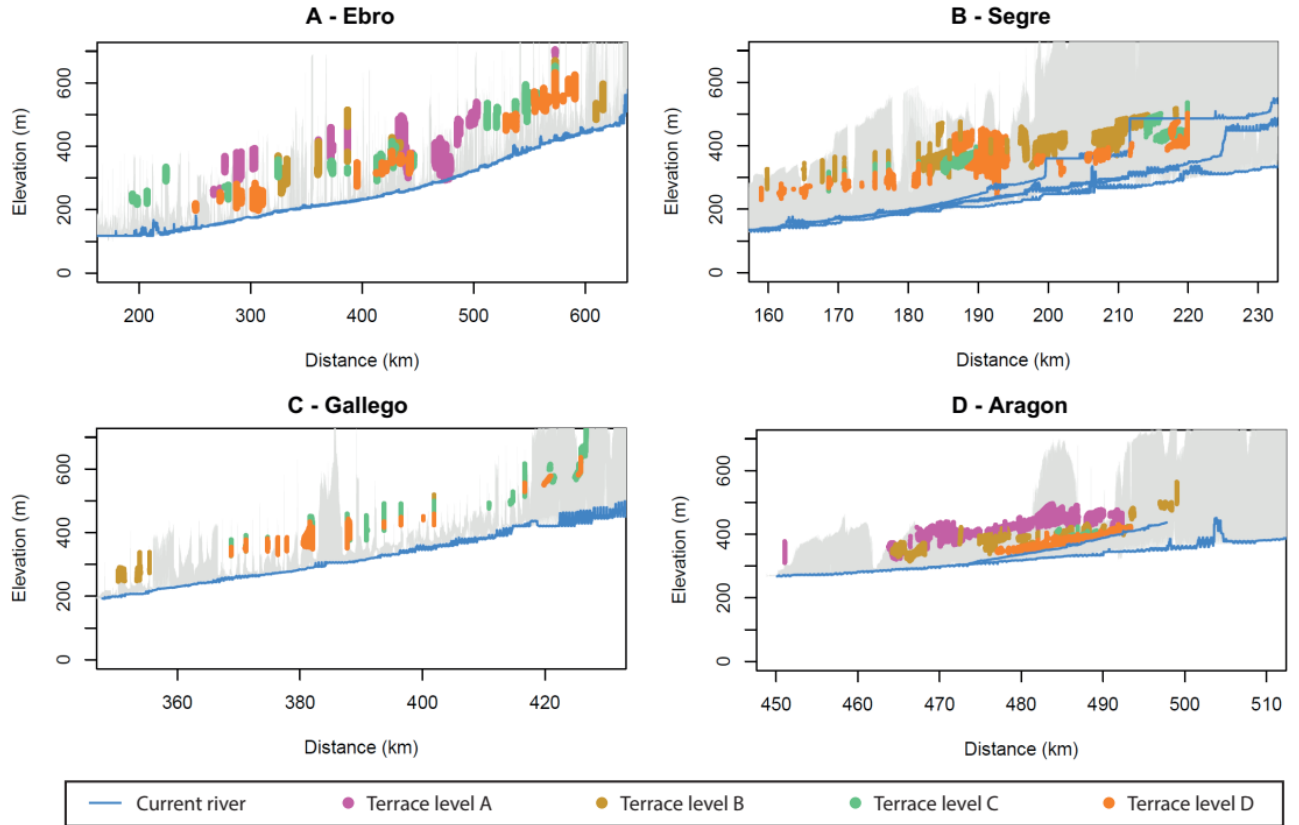 A - Ebro
Elevation (m)
600
400
200
0
200 300 400 500 600
Distance (km)
B - Segre
Elevation (m)
600
400
200
0
160 170 180 190 200 210 220 230
Distance (km)
C - Gallego
Elevation (m)
600
400
200
0
360 380 400 420
Distance (km)
D - Aragon
Elevation (m)
600
400
200
0
450 460 470 480 490 500 510
Distance (km)
Current river Terrace level A Terrace level B Terrace level C Terrace level D